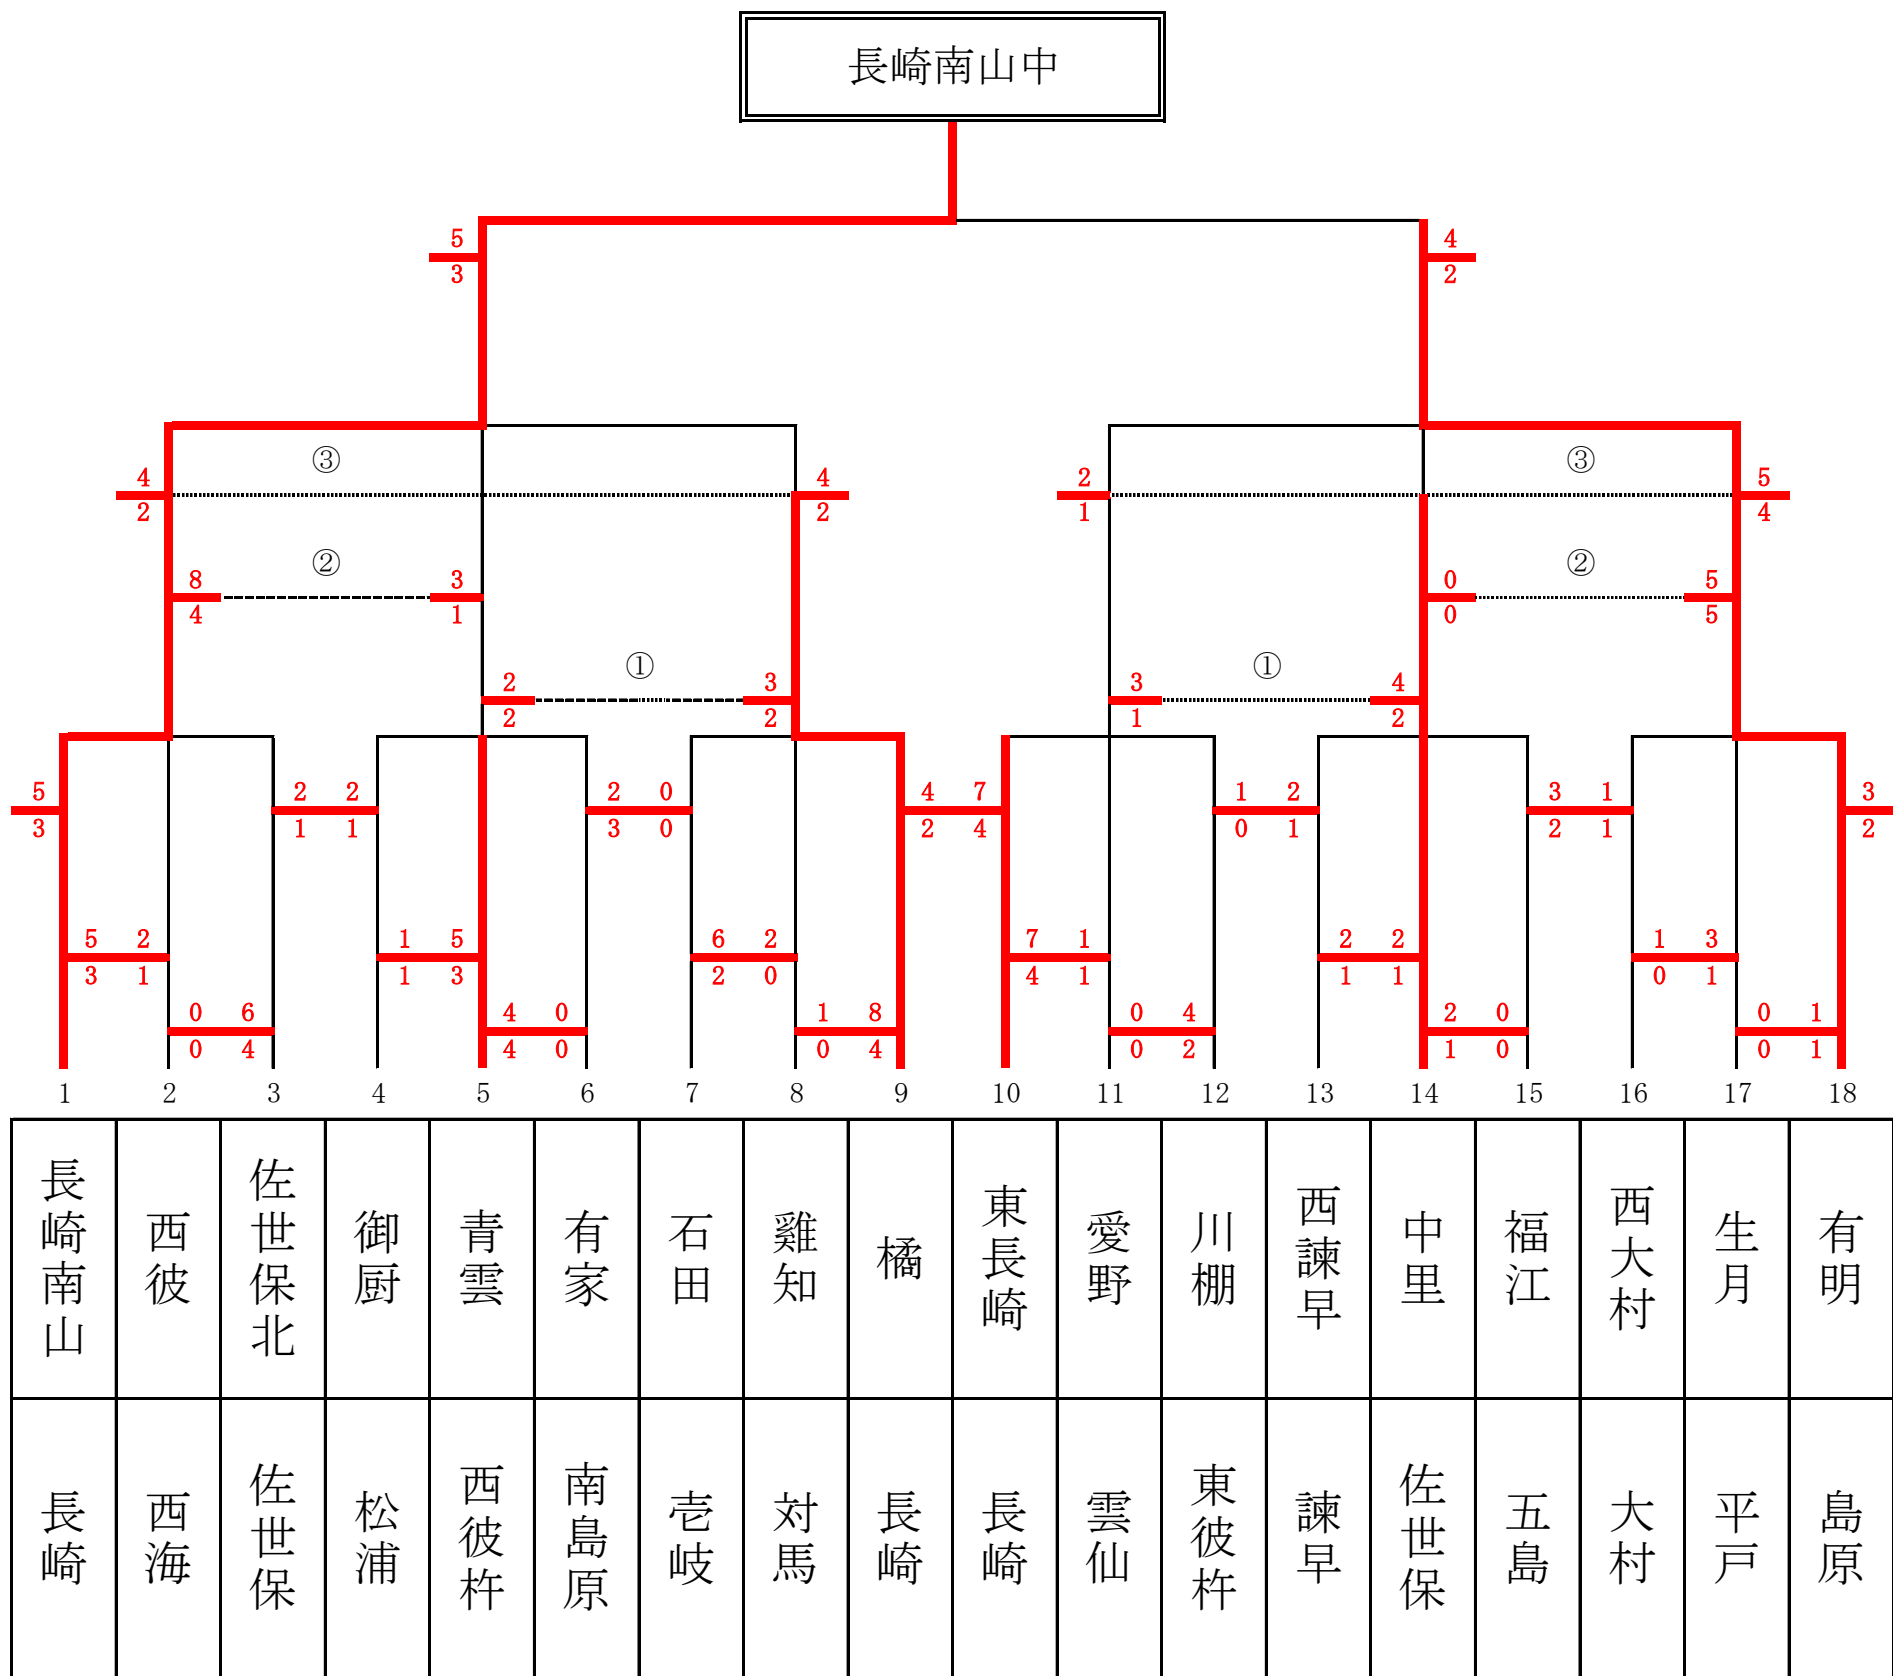 長崎南山中
5 4
3 2
③ ③
4 4 2 5
2 2 1 4
② ②
8 3 0 5
4 1 0 5
① ①
2 3 3 4
2 2 1 2
5 2 2 2 0 4 7 1 2 3 1 3
3 1 1 3 0 2 4 0 1 2 1 2
5 2 1 5 6 2 7 1 2 2 1 3
3 1 1 3 2 0 4 1 1 1 0 1
0 6 4 0 1 8 0 4 2 0 0 1
0 4 4 0 0 4 0 2 1 0 0 1
1 2 3 4 5 6 7 8 9 10 11 12 13 14 15 16 17 18
長崎南山
西彼
佐世保北
御厨
青雲
有家
石田
雞知
橘
東長崎
愛野
川棚
西諫早
中里
福江
西大村
生月
有明
長崎
西海
佐世保
松浦
西彼杵
南島原
壱岐
対馬
長崎
長崎
雲仙
東彼杵
諫早
佐世保
五島
大村
平戸
島原